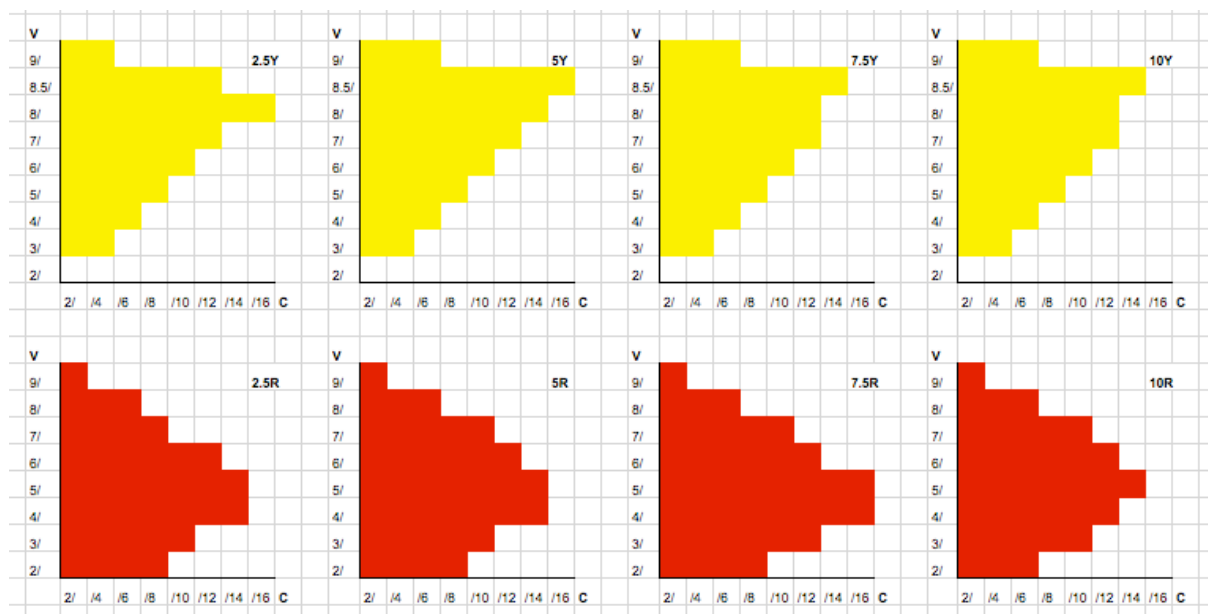 V V V V
9/ 2.5Y 9/ 5Y 9/ 7.5Y 9/ 10Y
8.5/ 8.5/ 8.5/ 8.5/
8/ 8/ 8/ 8/
7/ 7/ 7/ 7/
6/ 6/ 6/ 6/
5/ 5/ 5/ 5/
4/ 4/ 4/ 4/
3/ 3/ 3/ 3/
2/ 2/ 2/ 2/
2/ /4 /6 /8 /10 /12 /14 /16 C 2/ /4 /6 /8 /10 /12 /14 /16 C 2/ /4 /6 /8 /10 /12 /14 /16 C 2/ /4 /6 /8 /10 /12 /14 /16 C
V V V V
9/ 2.5R 9/ 5R 9/ 7.5R 9/ 10R
8/ 8/ 8/ 8/
7/ 7/ 7/ 7/
6/ 6/ 6/ 6/
5/ 5/ 5/ 5/
4/ 4/ 4/ 4/
3/ 3/ 3/ 3/
2/ 2/ 2/ 2/
2/ /4 /6 /8 /10 /12 /14 /16 C 2/ /4 /6 /8 /10 /12 /14 /16 C 2/ /4 /6 /8 /10 /12 /14 /16 C 2/ /4 /6 /8 /10 /12 /14 /16 C